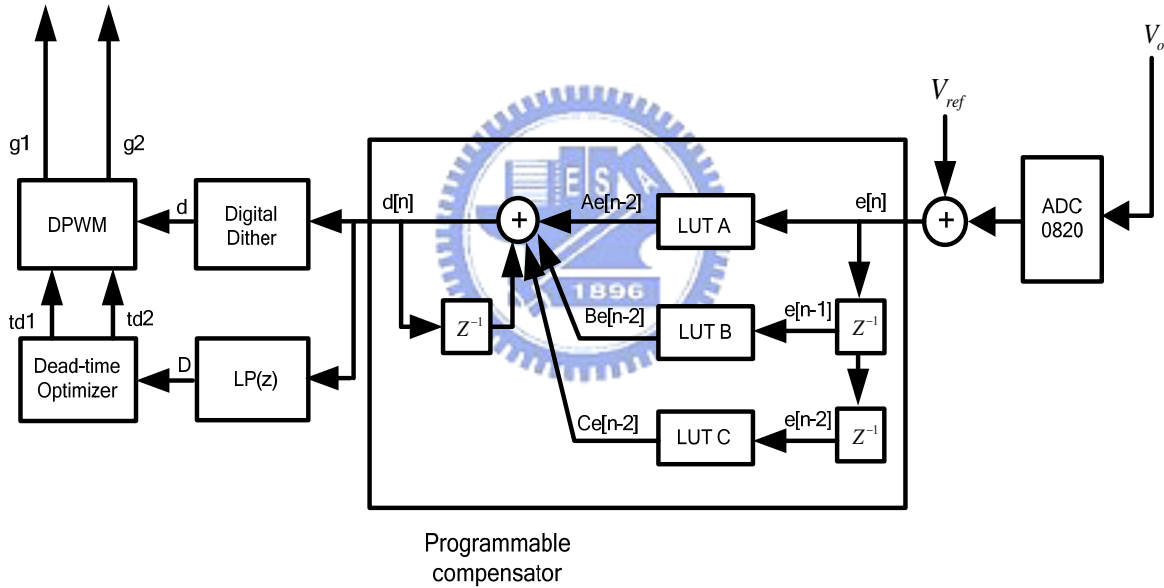 V_o
V_ref
g1
g2
DPWM
d
Digital
Dither
d[n]
+
Ae[n-2]
LUT A
e[n]
+
ADC
0820
ESA
1896
td1
td2
Z^{-1}
Be[n-2]
LUT B
e[n-1]
Z^{-1}
Dead-time
Optimizer
D
LP(z)
Ce[n-2]
LUT C
e[n-2]
Z^{-1}
Programmable
compensator